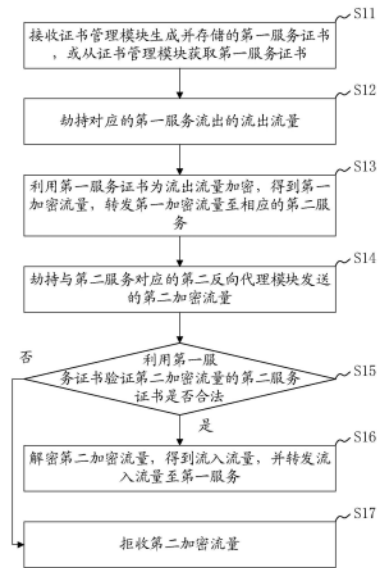 S11
接收证书管理模块生成并存储的第一服务证书
，或从证书管理模块获取第一服务证书
S12
劫持对应的第一服务流出的流出流量
S13
利用第一服务证书为流出流量加密，得到第一
加密流量，转发第一加密流量至相应的第二服
务
S14
劫持与第二服务对应的第二反向代理模块发送
的第二加密流量
S15
否
利用第一服
务证书验证第二加密流量的第二服务
证书是否合法
是
S16
解密第二加密流量，得到流入流量，并转发流
入流量至第一服务
S17
拒收第二加密流量